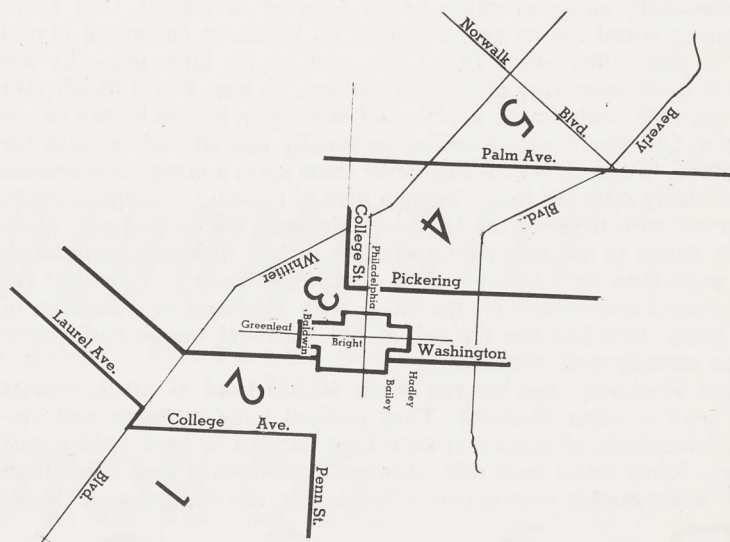 Norwalk
Blvd.
Beverly
Blvd.
5
Palm Ave.
4
College St.
Philadelphia
Whittier
Pickering
3
Greenleaf
Baldwin
Bright
Washington
Hadley
Bailey
Laurel Ave.
2
College Ave.
Blvd.
1
Penn St.